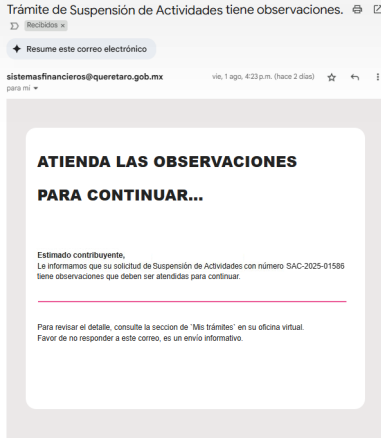 Trámite de Suspensión de Actividades tiene observaciones.
Recibidos ×
Resume este correo electrónico
sistemasfinancieros@queretaro.gob.mx vie, 1 ago, 4:23 p.m. (hace 2 días)
para mí
ATIENDA LAS OBSERVACIONES
PARA CONTINUAR...
Estimado contribuyente,
Le informamos que su solicitud de Suspensión de Actividades con número SAC-2025-01586
tiene observaciones que deben ser atendidas para continuar.
Para revisar el detalle, consulte la seccion de `Mis trámites` en su oficina virtual.
Favor de no responder a este correo, es un envío informativo.